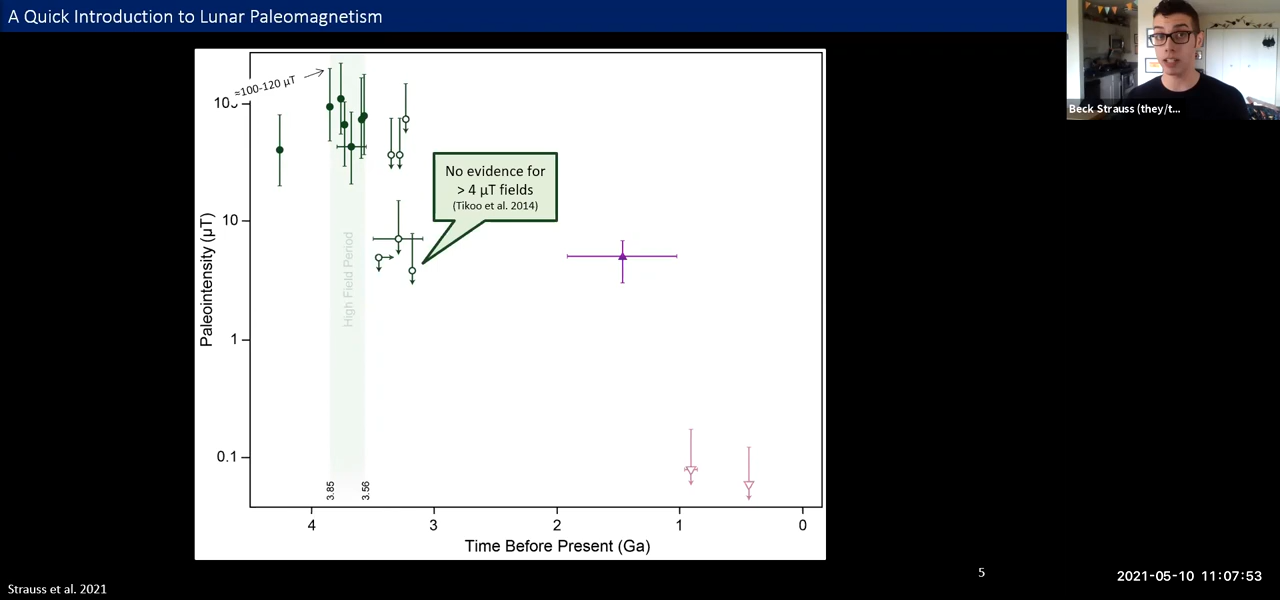 A Quick Introduction to Lunar Paleomagnetism
Beck Strauss (they/t...
≈100-120 µT
10
1
0.1
Paleointensity (µT)
No evidence for
> 4 µT fields
(Tikoo et al. 2014)
High Field Period
3.85
3.56
4
3
2
1
0
Time Before Present (Ga)
5
2021-05-10 11:07:53
Strauss et al. 2021